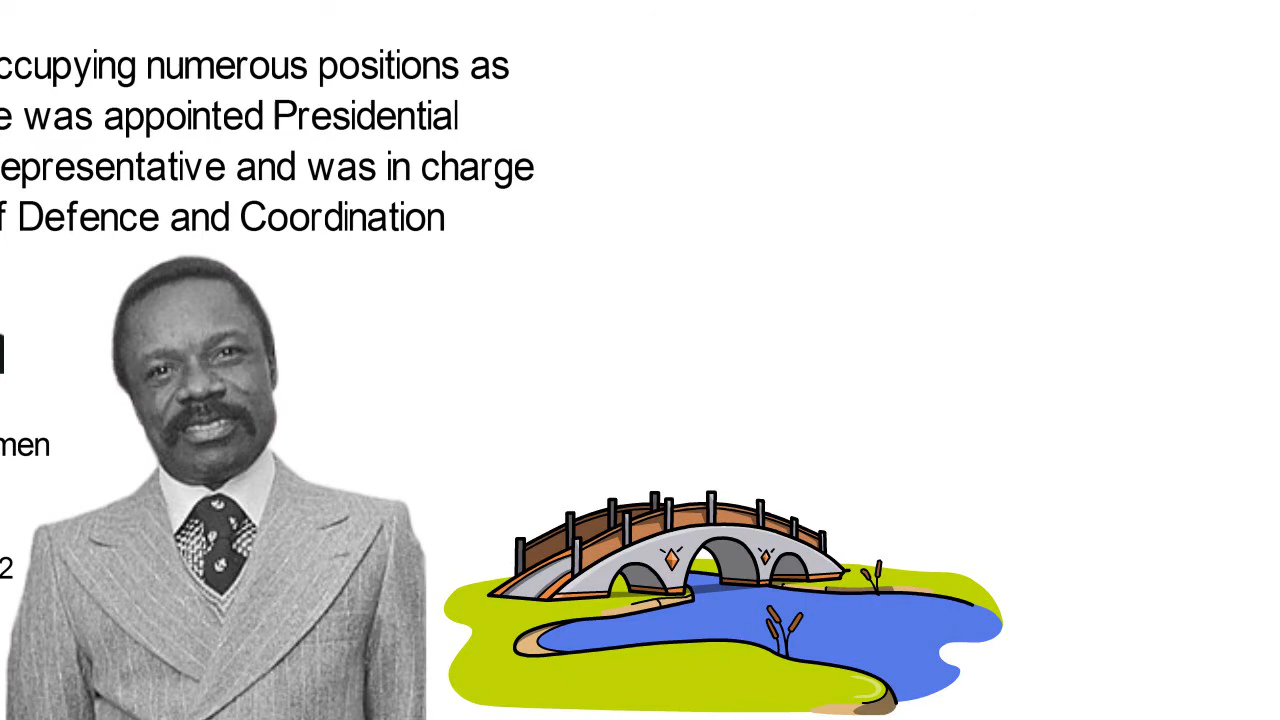 ccupying numerous positions as
e was appointed Presidential
epresentative and was in charge
f Defence and Coordination
men
2